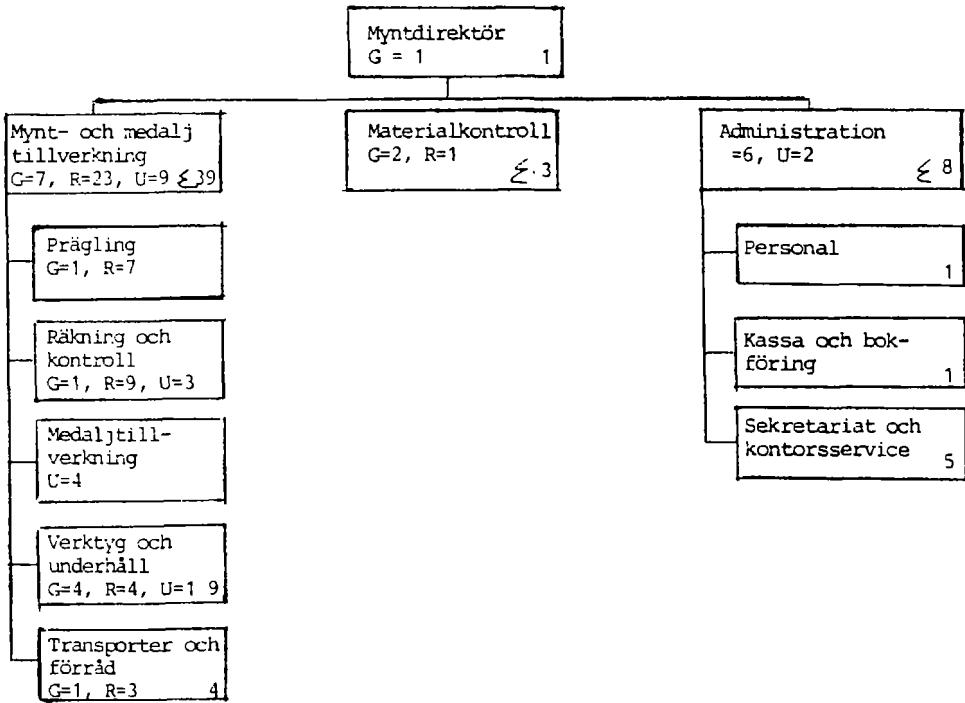 Myntdirektör
G = 1 1
Mynt- och medalj
tillverkning
G=7, R=23, U=9 Σ39
Materialkontroll
G=2, R=1
Σ.3
Administration
=6, U=2
Σ 8
Prägling
G=1, R=7
Räkning och
kontroll
G=1, R=9, U=3
Medaljtill-
verkning
U=4
Verktyg och
underhåll
G=4, R=4, U=1 9
Transporter och
förråd
G=1, R=3 4
Personal
1
Kassa och bok-
föring
1
Sekretariat och
kontorsservice
5